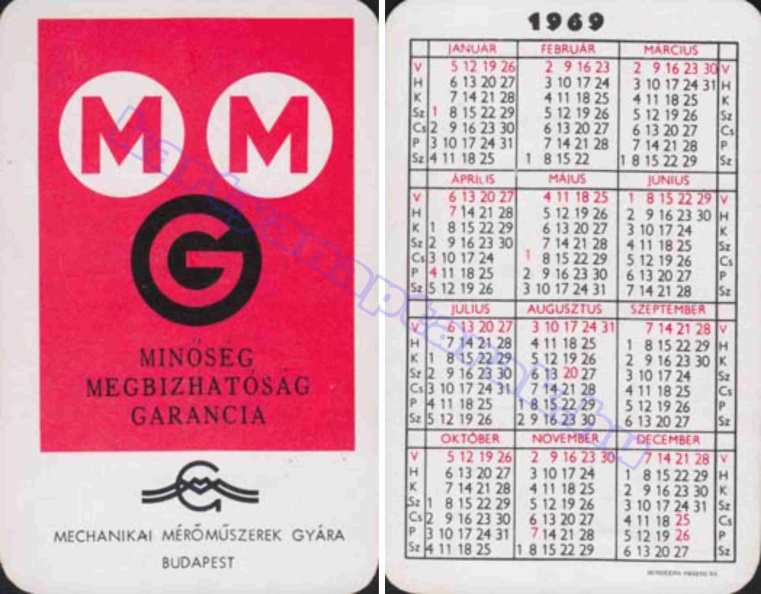 M M
G
MINŐSÉG
MEGBIZHATÓSÁG
GARANCIA
MECHANIKAI MÉRŐMŰSZEREK GYÁRA
BUDAPEST
1969
JANUÁR FEBRUÁR MÁRCIUS
V 5 12 19 26 2 9 16 23 2 9 16 23 30 V
H 6 13 20 27 3 10 17 24 3 10 17 24 31 H
K 7 14 21 28 4 11 18 25 4 11 18 25 K
Sz 1 8 15 22 29 5 12 19 26 5 12 19 26 Sz
Cs 2 9 16 23 30 6 13 20 27 6 13 20 27 Cs
P 3 10 17 24 31 7 14 21 28 7 14 21 28 P
Sz 4 11 18 25 1 8 15 22 1 8 15 22 29 Sz
ÁPRILIS MÁJUS JÚNIUS
V 6 13 20 27 4 11 18 25 1 8 15 22 29 V
H 7 14 21 28 5 12 19 26 2 9 16 23 30 H
K 1 8 15 22 29 6 13 20 27 3 10 17 24 K
Sz 2 9 16 23 30 7 14 21 28 4 11 18 25 Sz
Cs 3 10 17 24 1 8 15 22 29 5 12 19 26 Cs
P 4 11 18 25 2 9 16 23 30 6 13 20 27 P
Sz 5 12 19 26 3 10 17 24 31 7 14 21 28 Sz
JÚLIUS AUGUSZTUS SZEPTEMBER
V 6 13 20 27 3 10 17 24 31 7 14 21 28 V
H 7 14 21 28 4 11 18 25 1 8 15 22 29 H
K 1 8 15 22 29 5 12 19 26 2 9 16 23 30 K
Sz 2 9 16 23 30 6 13 20 27 3 10 17 24 Sz
Cs 3 10 17 24 31 7 14 21 28 4 11 18 25 Cs
P 4 11 18 25 1 8 15 22 29 5 12 19 26 P
Sz 5 12 19 26 2 9 16 23 30 6 13 20 27 Sz
OKTÓBER NOVEMBER DECEMBER
V 5 12 19 26 2 9 16 23 30 7 14 21 28 V
H 6 13 20 27 3 10 17 24 1 8 15 22 29 H
K 7 14 21 28 4 11 18 25 2 9 16 23 30 K
Sz 1 8 15 22 29 5 12 19 26 3 10 17 24 31 Sz
Cs 2 9 16 23 30 6 13 20 27 4 11 18 25 Cs
P 3 10 17 24 31 7 14 21 28 5 12 19 26 P
Sz 4 11 18 25 1 8 15 22 29 6 13 20 27 Sz